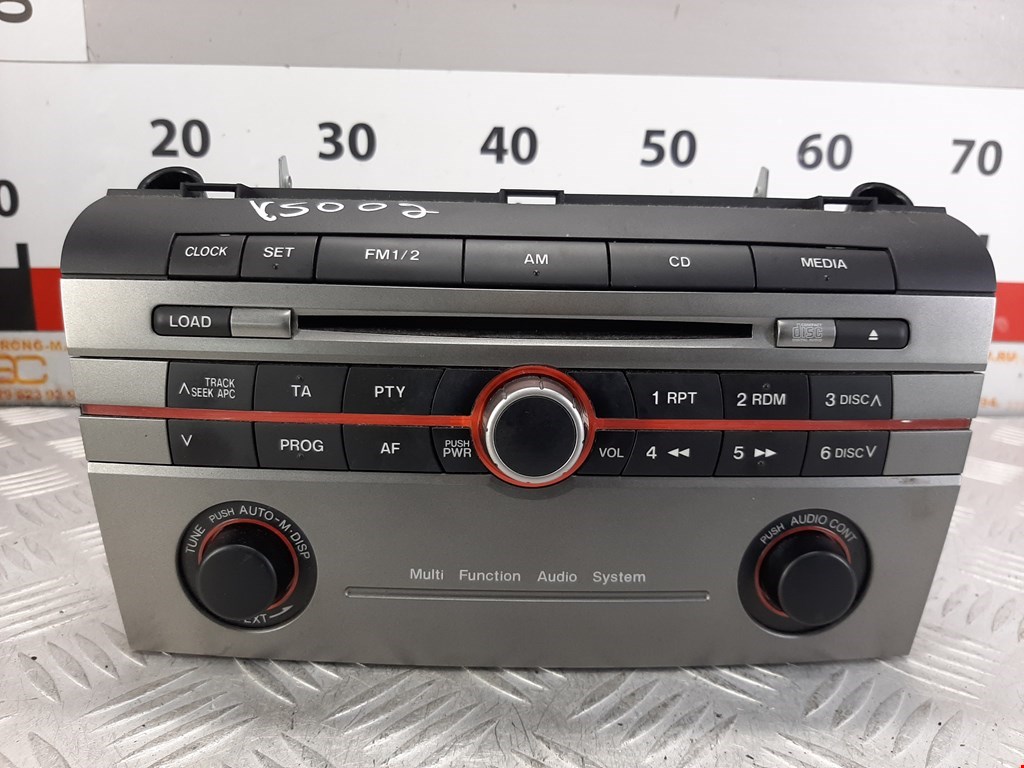 20 30 40 50 60 70
VS002
CLOCK SET FM1/2 AM CD MEDIA
LOAD DISC
TRACK
SEEK APC TA PTY 1 RPT 2 RDM 3 DISC
PROG AF PUSH PWR VOL 4 5 6 DISC
TUNE PUSH AUTO-M·DISP
PUSH AUDIO CONT
Multi Function Audio System